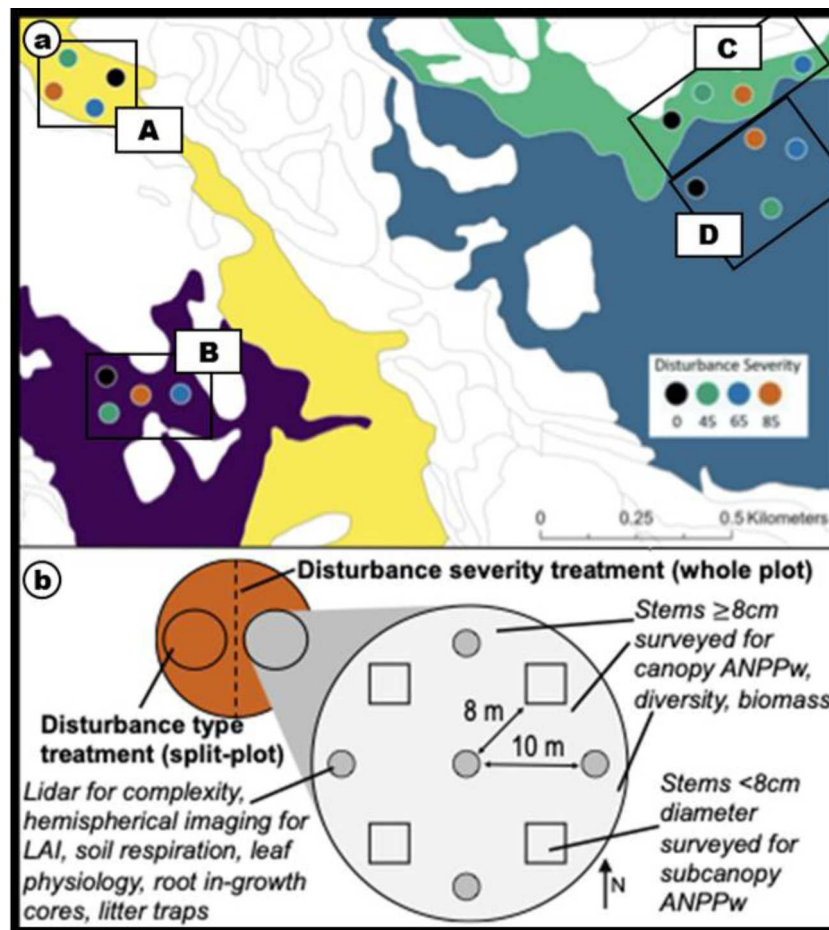 a
A
B
C
D
Disturbance Severity
0 45 65 85
0 0.25 0.5 Kilometers
b
Disturbance severity treatment (whole plot)
Disturbance type
treatment (split-plot)
Lidar for complexity,
hemispherical imaging for
LAI, soil respiration, leaf
physiology, root in-growth
cores, litter traps
8 m
10 m
Stems ≥8cm
surveyed for
canopy ANPPw,
diversity, biomass
Stems <8cm
diameter
surveyed for
subcanopy
ANPPw
N